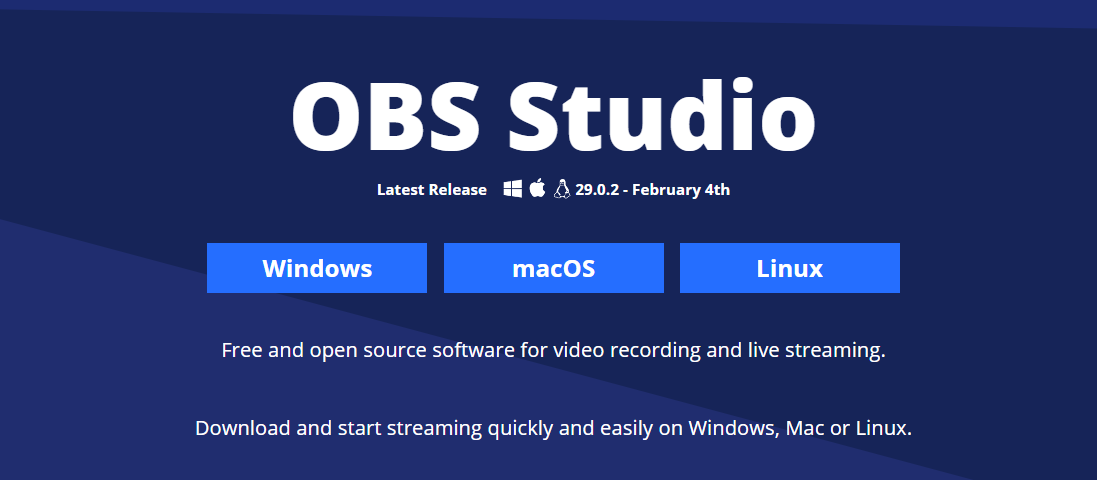 OBS Studio
Latest Release 29.0.2 - February 4th
Windows macOS Linux
Free and open source software for video recording and live streaming.
Download and start streaming quickly and easily on Windows, Mac or Linux.